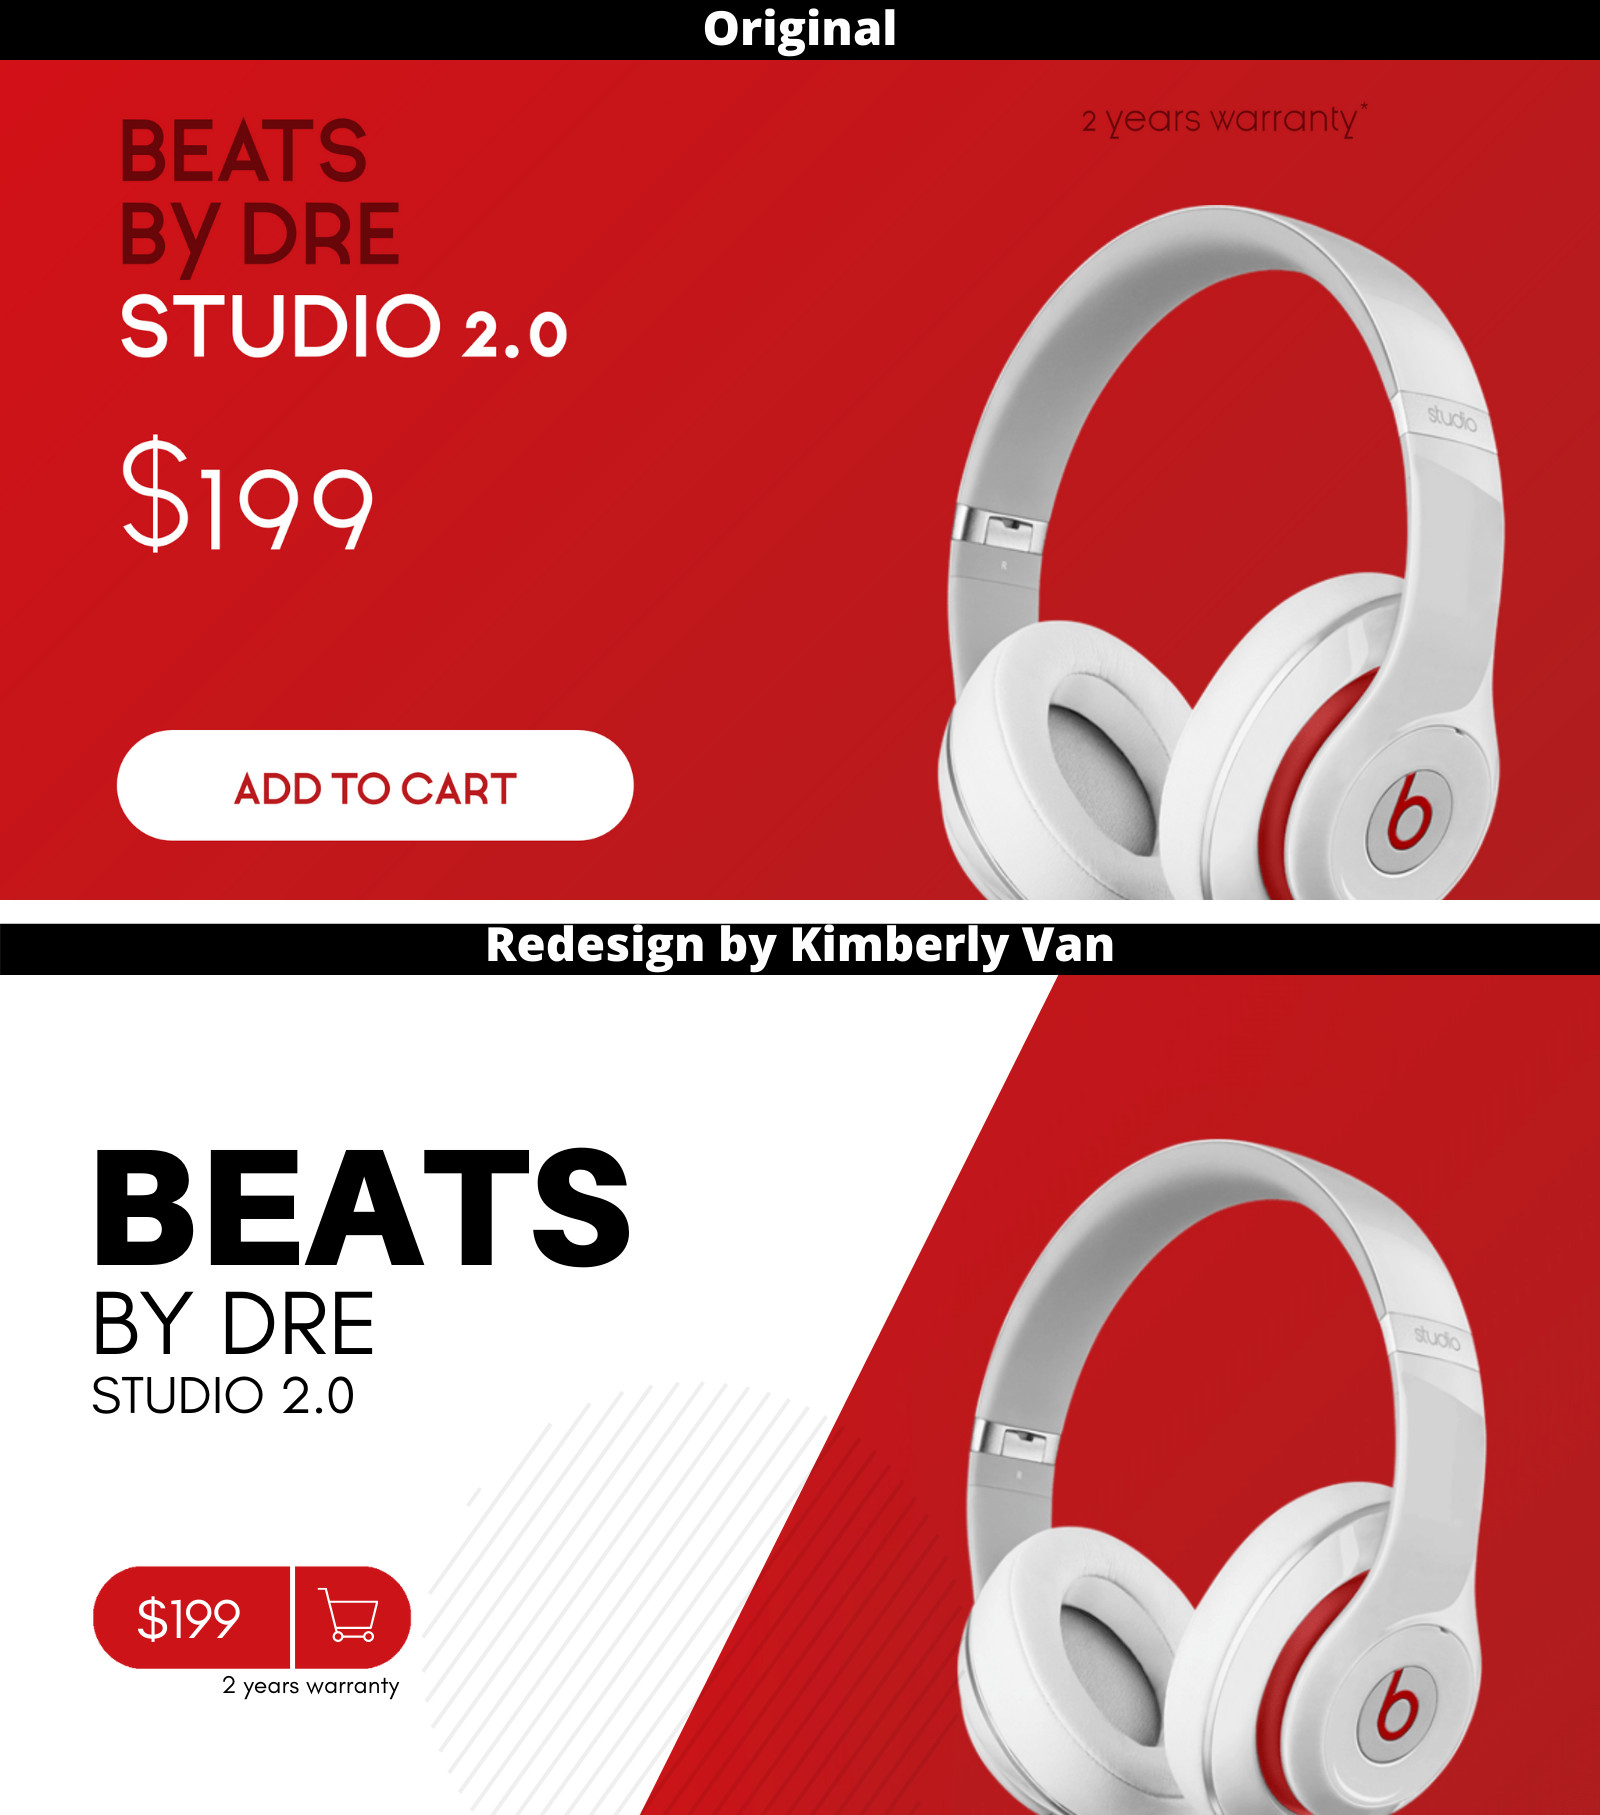 Original
BEATS
BY DRE
STUDIO 2.0
$199
ADD TO CART
2 years warranty*
studio
R
b
Redesign by Kimberly Van
BEATS
BY DRE
STUDIO 2.0
$199
2 years warranty
studio
R
b